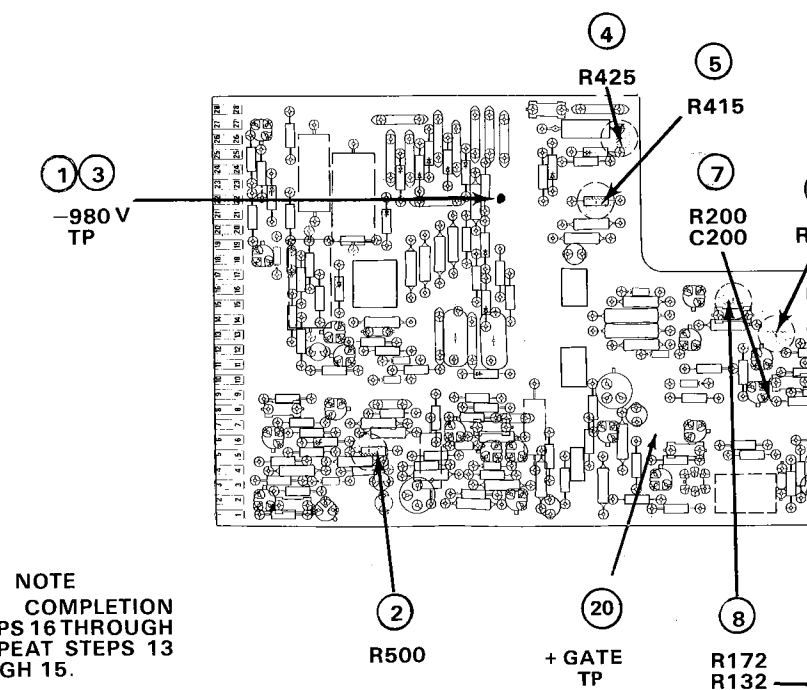 4
R425
5
R415
1 3
−980 V
TP
7
R200
C200
R
NOTE
COMPLETION
PS 16 THROUGH
PEAT STEPS 13
GH 15.
2
R500
20
+ GATE
TP
8
R172
R132